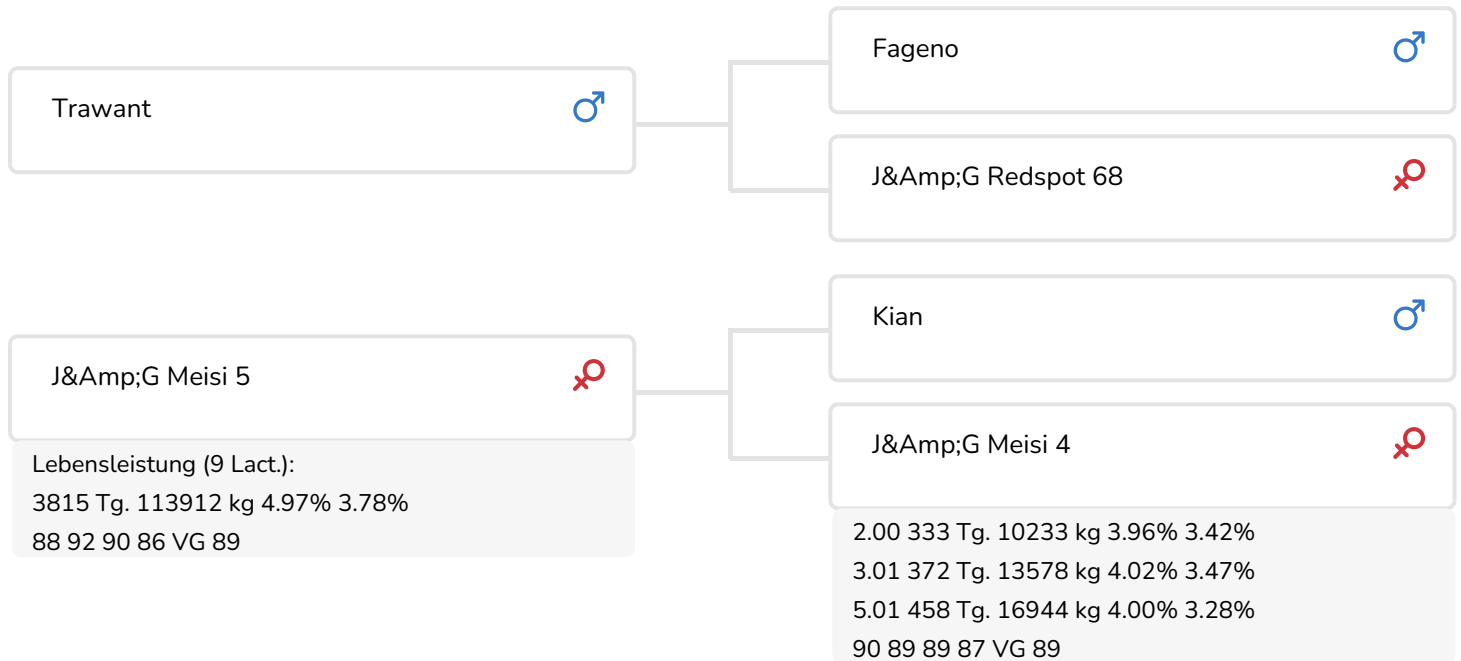 Trawant
Fageno
J&Amp;G Redspot 68
J&Amp;G Meisi 5
Lebensleistung (9 Lact.):
3815 Tg. 113912 kg 4.97% 3.78%
88 92 90 86 VG 89
Kian
J&Amp;G Meisi 4
2.00 333 Tg. 10233 kg 3.96% 3.42%
3.01 372 Tg. 13578 kg 4.02% 3.47%
5.01 458 Tg. 16944 kg 4.00% 3.28%
90 89 89 87 VG 89